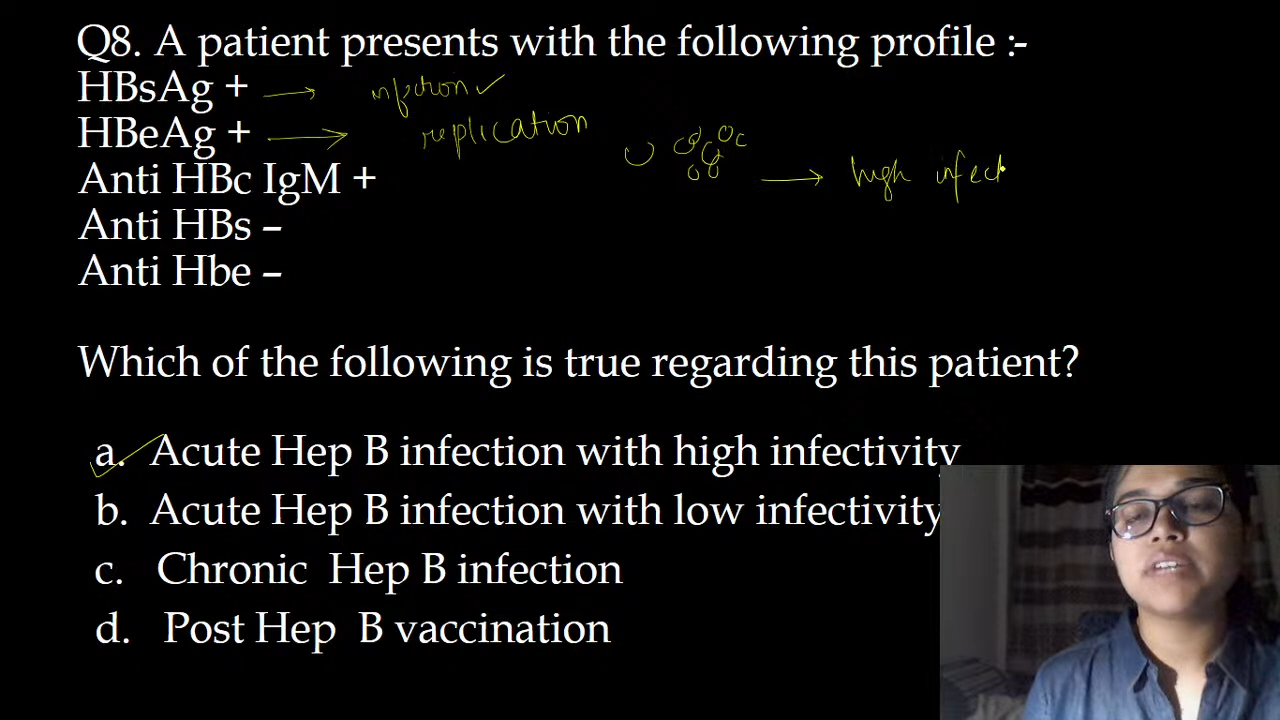 Q8. A patient presents with the following profile :-
HBsAg + → infection ✓
HBeAg + → replication
Anti HBc IgM + → high infect
Anti HBs –
Anti Hbe –
Which of the following is true regarding this patient?
a. Acute Hep B infection with high infectivity
b. Acute Hep B infection with low infectivity
c. Chronic Hep B infection
d. Post Hep B vaccination